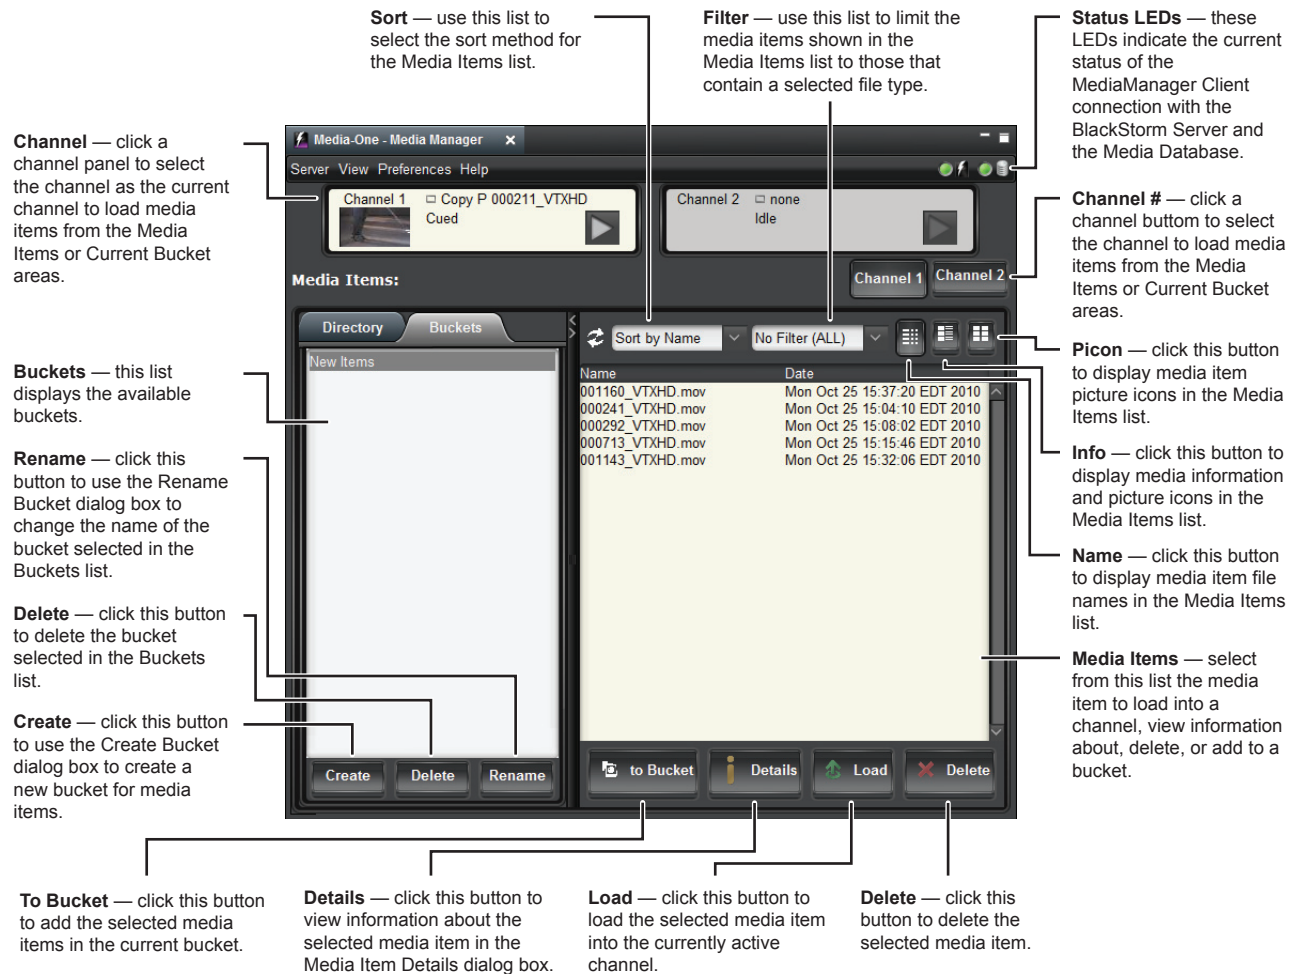 Sort — use this list to
select the sort method for
the Media Items list.
Filter — use this list to limit the
media items shown in the
Media Items list to those that
contain a selected file type.
Status LEDs — these
LEDs indicate the current
status of the
MediaManager Client
connection with the
BlackStorm Server and
the Media Database.
Channel — click a
channel panel to select
the channel as the current
channel to load media
items from the Media
Items or Current Bucket
areas.
Channel # — click a
channel buttom to select
the channel to load media
items from the Media
Items or Current Bucket
areas.
Buckets — this list
displays the available
buckets.
Rename — click this
button to use the Rename
Bucket dialog box to
change the name of the
bucket selected in the
Buckets list.
Delete — click this button
to delete the bucket
selected in the Buckets
list.
Create — click this button
to use the Create Bucket
dialog box to create a
new bucket for media
items.
Media-One - Media Manager
Server View Preferences Help
Channel 1 Copy P 000211_VTXHD
Cued
Channel 2 none
Idle
Media Items:
Channel 1 Channel 2
Directory Buckets
New Items
Sort by Name No Filter (ALL)
Name Date
001160_VTXHD.mov Mon Oct 25 15:37:20 EDT 2010
000241_VTXHD.mov Mon Oct 25 15:04:10 EDT 2010
000292_VTXHD.mov Mon Oct 25 15:08:02 EDT 2010
000713_VTXHD.mov Mon Oct 25 15:15:46 EDT 2010
001143_VTXHD.mov Mon Oct 25 15:32:06 EDT 2010
Create Delete Rename
to Bucket Details Load Delete
Picon — click this button
to display media item
picture icons in the Media
Items list.
Info — click this button to
display media information
and picture icons in the
Media Items list.
Name — click this button
to display media item file
names in the Media Items
list.
Media Items — select
from this list the media
item to load into a
channel, view information
about, delete, or add to a
bucket.
To Bucket — click this button
to add the selected media
items in the current bucket.
Details — click this button to
view information about the
selected media item in the
Media Item Details dialog box.
Load — click this button to
load the selected media item
into the currently active
channel.
Delete — click this
button to delete the
selected media item.